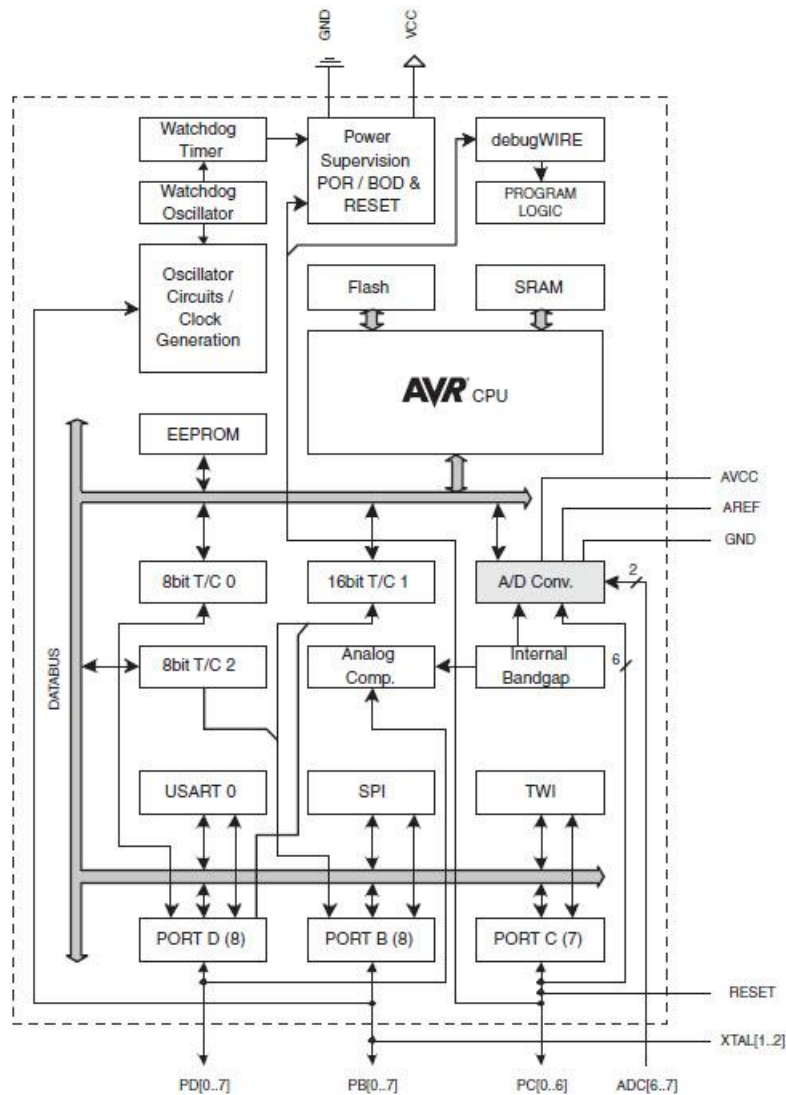 GND
VCC
Watchdog
Timer
Power
Supervision
POR / BOD &
RESET
debugWIRE
Watchdog
Oscillator
PROGRAM
LOGIC
Oscillator
Circuits /
Clock
Generation
Flash
SRAM
AVR CPU
EEPROM
AVCC
AREF
GND
8bit T/C 0
16bit T/C 1
A/D Conv.
2
DATABUS
8bit T/C 2
Analog
Comp.
Internal
Bandgap
6
USART 0
SPI
TWI
PORT D (8)
PORT B (8)
PORT C (7)
RESET
XTAL[1..2]
PD[0..7]
PB[0..7]
PC[0..6]
ADC[6..7]